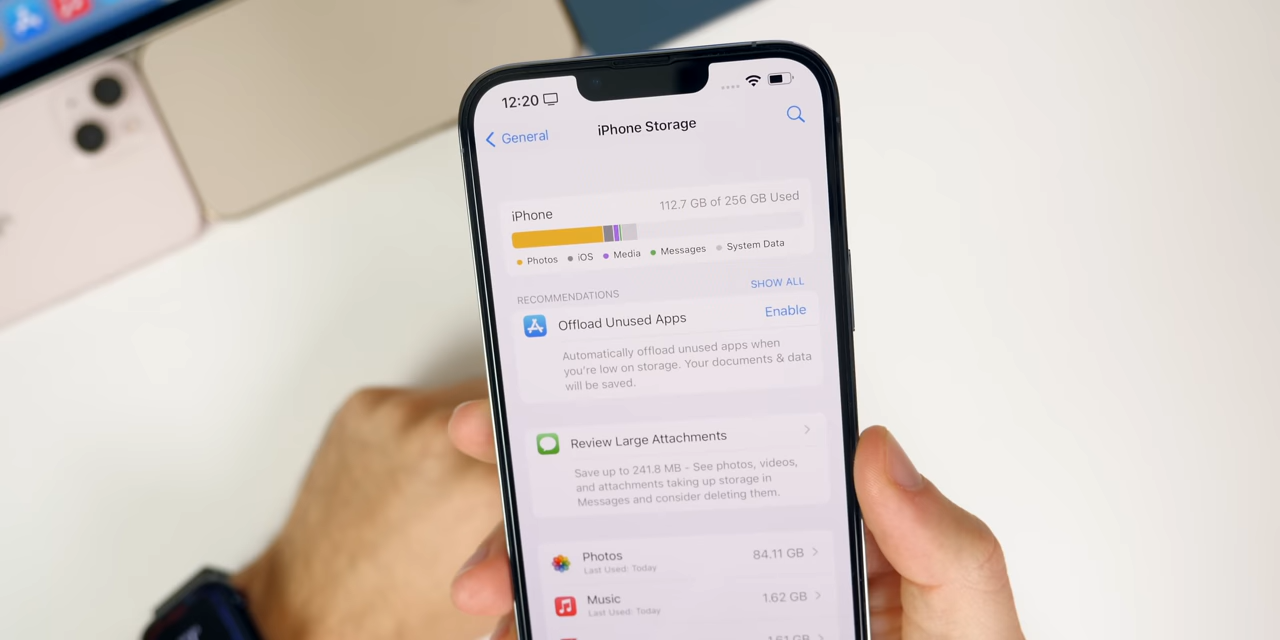 12:20
General
iPhone Storage
iPhone
112.7 GB of 256 GB Used
Photos iOS Media Messages System Data
RECOMMENDATIONS
SHOW ALL
Offload Unused Apps
Enable
Automatically offload unused apps when
you're low on storage. Your documents & data
will be saved.
Review Large Attachments
Save up to 241.8 MB - See photos, videos,
and attachments taking up storage in
Messages and consider deleting them.
Photos
84.11 GB
Last Used: Today
Music
1.62 GB
Last Used: Today